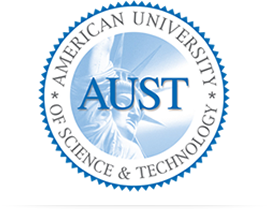 AMERICAN UNIVERSITY
AUST
* OF SCIENCE & TECHNOLOGY *